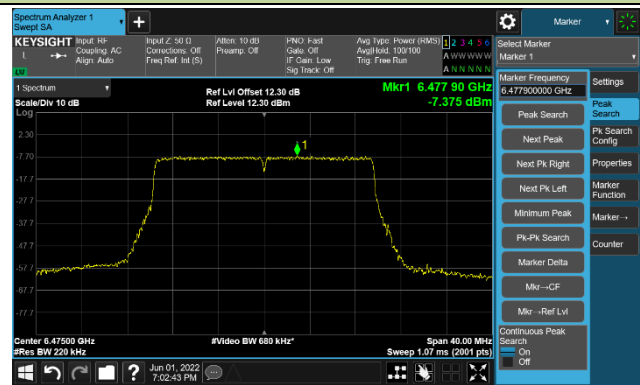 Spectrum Analyzer 1
Swept SA
Marker
KEYSIGHT
Input: RF
Coupling: AC
Align: Auto
Input Z: 50 Ω
Corrections: Off
Freq Ref: Int (S)
Atten: 10 dB
Preamp: Off
PNO: Fast
Gate: Off
IF Gain: Low
Sig Track: Off
Avg Type: Power (RMS)
Avg|Hold: 100/100
Trig: Free Run
1 2 3 4 5 6
A W W W W W
A N N N N N
L
Select Marker
Marker 1
1 Spectrum
Scale/Div 10 dB
Log
Ref Lvl Offset 12.30 dB
Ref Level 12.30 dBm
Mkr1 6.477 90 GHz
-7.375 dBm
2.30
-7.70
-17.7
-27.7
-37.7
-47.7
-57.7
-67.7
-77.7
1
Center 6.47500 GHz
#Res BW 220 kHz
#Video BW 680 kHz*
Span 40.00 MHz
Sweep 1.07 ms (2001 pts)
Marker Frequency
6.477900000 GHz
Peak Search
Next Peak
Next Pk Right
Next Pk Left
Minimum Peak
Pk-Pk Search
Marker Delta
Mkr→CF
Mkr→Ref Lvl
Continuous Peak
Search
On
Off
Settings
Peak
Search
Pk Search
Config
Properties
Marker
Function
Marker→
Counter
?
Jun 01, 2022
7:02:43 PM